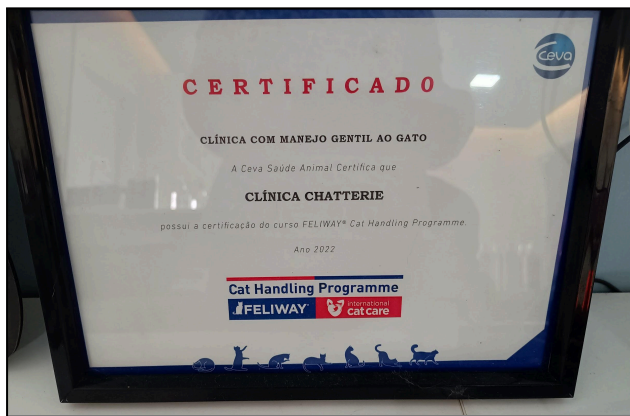 Ceva
CERTIFICADO
CLÍNICA COM MANEJO GENTIL AO GATO
A Ceva Saúde Animal Certifica que
CLÍNICA CHATTERIE
possui a certificação do curso FELIWAY® Cat Handling Programme.
Ano 2022
Cat Handling Programme
FELIWAY
international
cat care